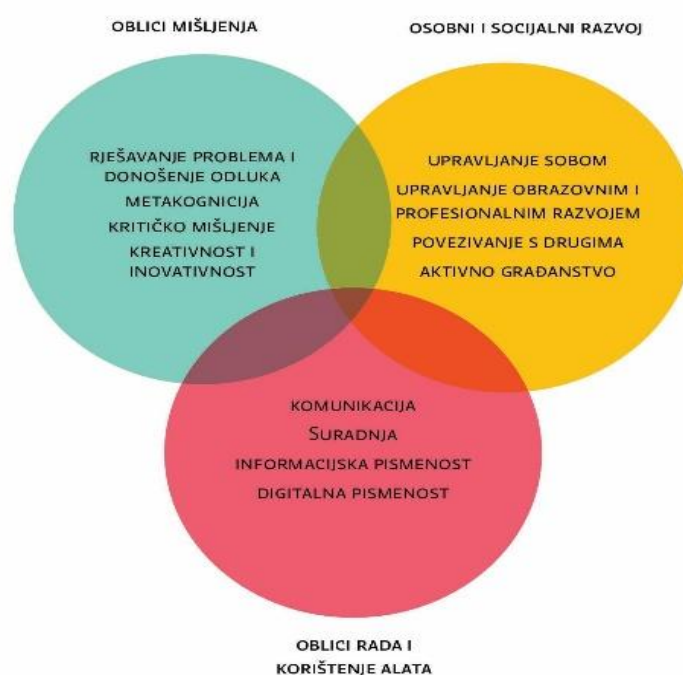 OBLICI MIŠLJENJA
RJEŠAVANJE PROBLEMA I
DONOŠENJE ODLUKA
METAKOGNICIJA
KRITIČKO MIŠLJENJE
KREATIVNOST I
INOVATIVNOST
OSOBNI I SOCIJALNI RAZVOJ
UPRAVLJANJE SOBOM
UPRAVLJANJE OBRAZOVNIM I
PROFESIONALNIM RAZVOJEM
POVEZIVANJE S DRUGIMA
AKTIVNO GRAĐANSTVO
KOMUNIKACIJA
SURADNJA
INFORMACIJSKA PISMENOST
DIGITALNA PISMENOST
OBLICI RADA I
KORIŠTENJE ALATA